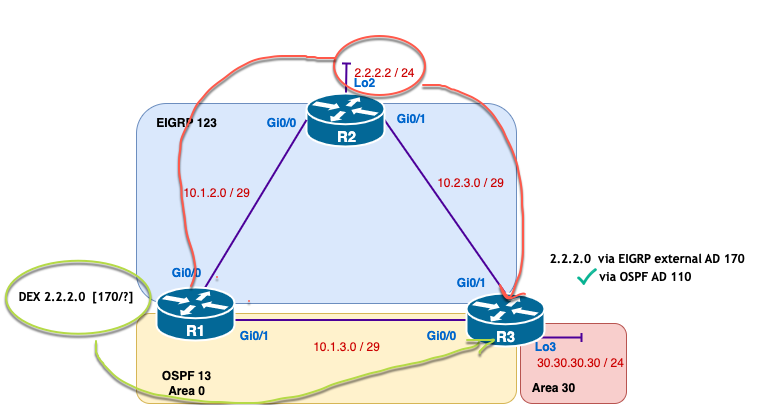 2.2.2.2 / 24
Lo2
EIGRP 123
Gi0/0
R2
Gi0/1
10.1.2.0 / 29
10.2.3.0 / 29
2.2.2.0 via EIGRP external AD 170
via OSPF AD 110
Gi0/0
Gi0/1
DEX 2.2.2.0 [170/?]
R1
R3
Gi0/1
Gi0/0
10.1.3.0 / 29
Lo3
30.30.30.30 / 24
OSPF 13
Area 0
Area 30